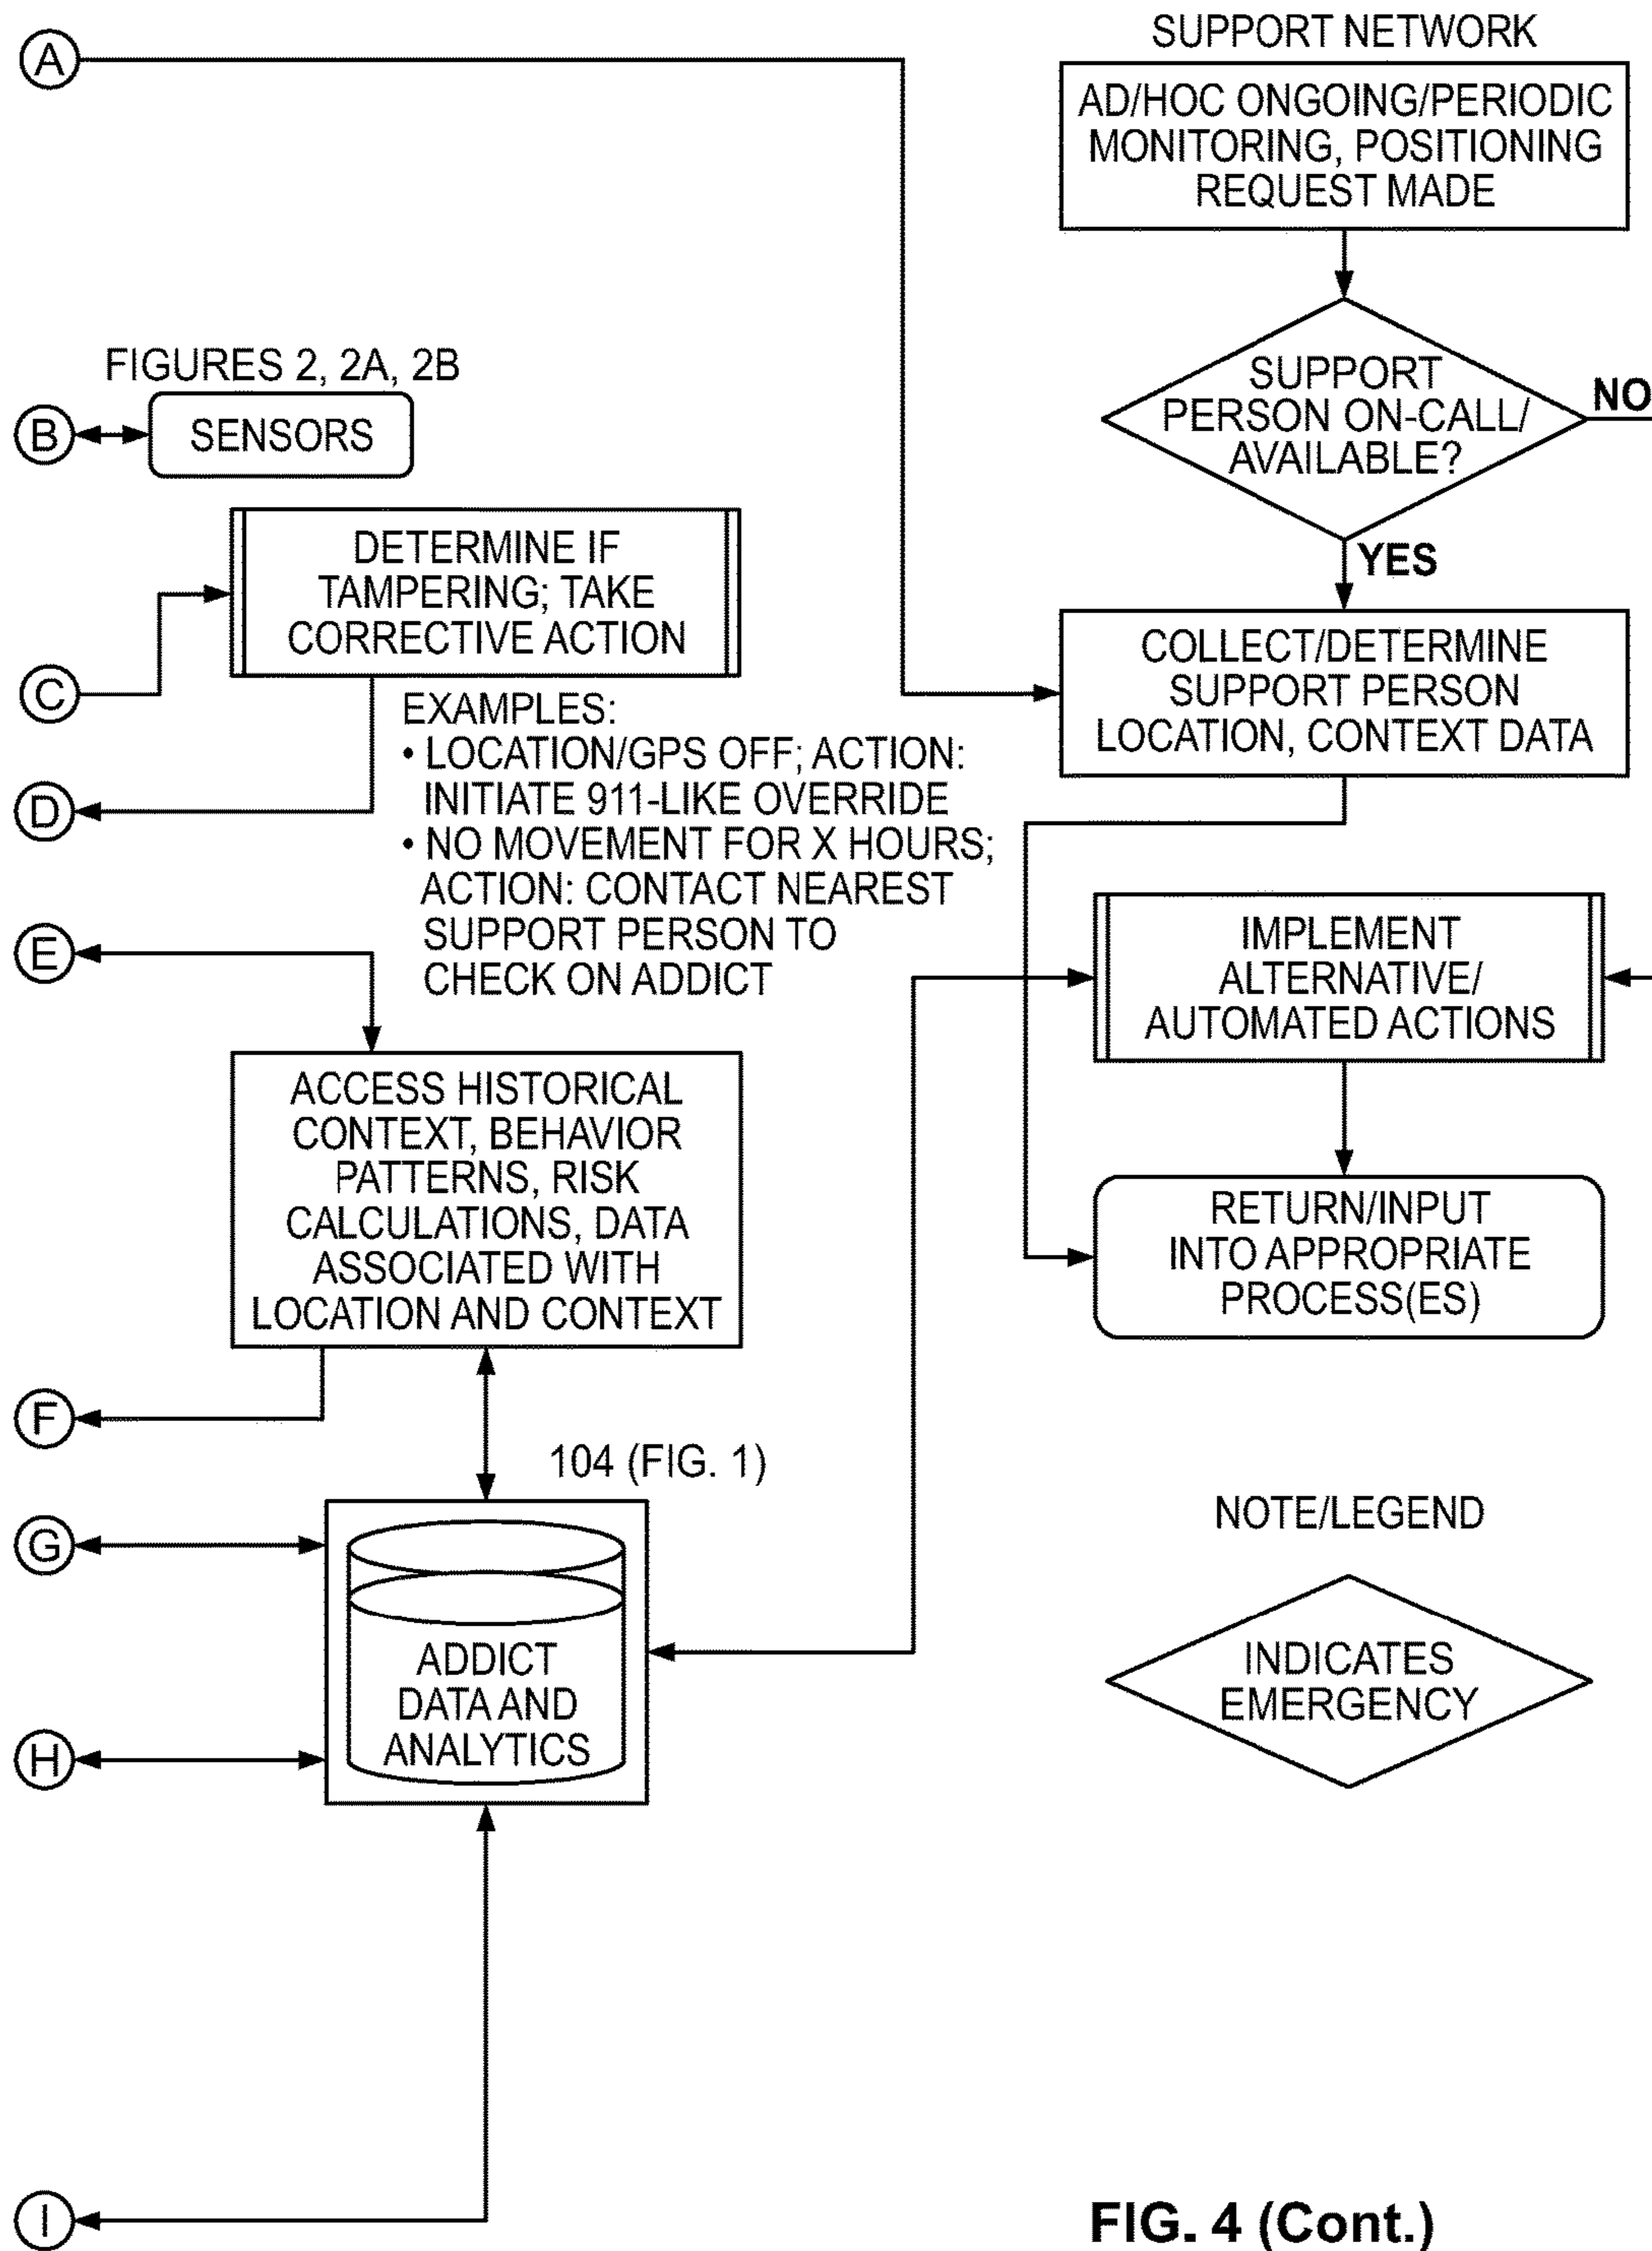 A
SUPPORT NETWORK
AD/HOC ONGOING/PERIODIC
MONITORING, POSITIONING
REQUEST MADE
SUPPORT
PERSON ON-CALL/
AVAILABLE?
NO
YES
FIGURES 2, 2A, 2B
B
SENSORS
DETERMINE IF
TAMPERING; TAKE
CORRECTIVE ACTION
C
COLLECT/DETERMINE
SUPPORT PERSON
LOCATION, CONTEXT DATA
EXAMPLES:
• LOCATION/GPS OFF; ACTION:
INITIATE 911-LIKE OVERRIDE
• NO MOVEMENT FOR X HOURS;
ACTION: CONTACT NEAREST
SUPPORT PERSON TO
CHECK ON ADDICT
D
E
IMPLEMENT
ALTERNATIVE/
AUTOMATED ACTIONS
ACCESS HISTORICAL
CONTEXT, BEHAVIOR
PATTERNS, RISK
CALCULATIONS, DATA
ASSOCIATED WITH
LOCATION AND CONTEXT
RETURN/INPUT
INTO APPROPRIATE
PROCESS(ES)
F
104 (FIG. 1)
G
ADDICT
DATA AND
ANALYTICS
H
NOTE/LEGEND
INDICATES
EMERGENCY
I
FIG. 4 (Cont.)